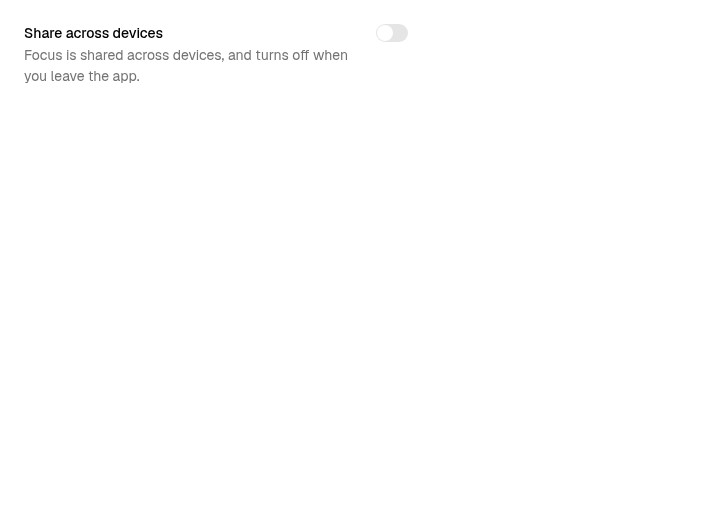 Share across devices
Focus is shared across devices, and turns off when
you leave the app.